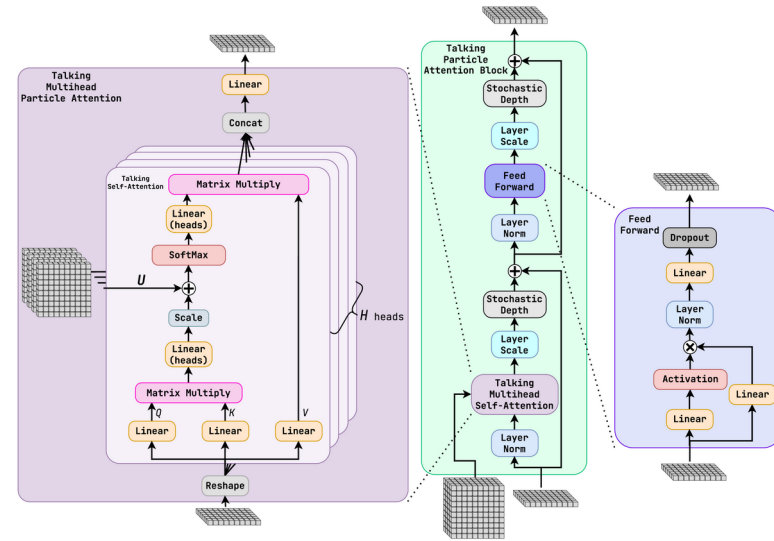 Talking
Multihead
Particle Attention
Linear
Concat
Talking
Self-Attention
Matrix Multiply
Linear
(heads)
SoftMax
U
Scale
H heads
Linear
(heads)
Matrix Multiply
Q
K
V
Linear
Linear
Linear
Reshape
Talking
Particle
Attention Block
Stochastic
Depth
Layer
Scale
Feed
Forward
Layer
Norm
Stochastic
Depth
Layer
Scale
Talking
Multihead
Self-Attention
Layer
Norm
Feed
Forward
Dropout
Linear
Layer
Norm
Activation
Linear
Linear